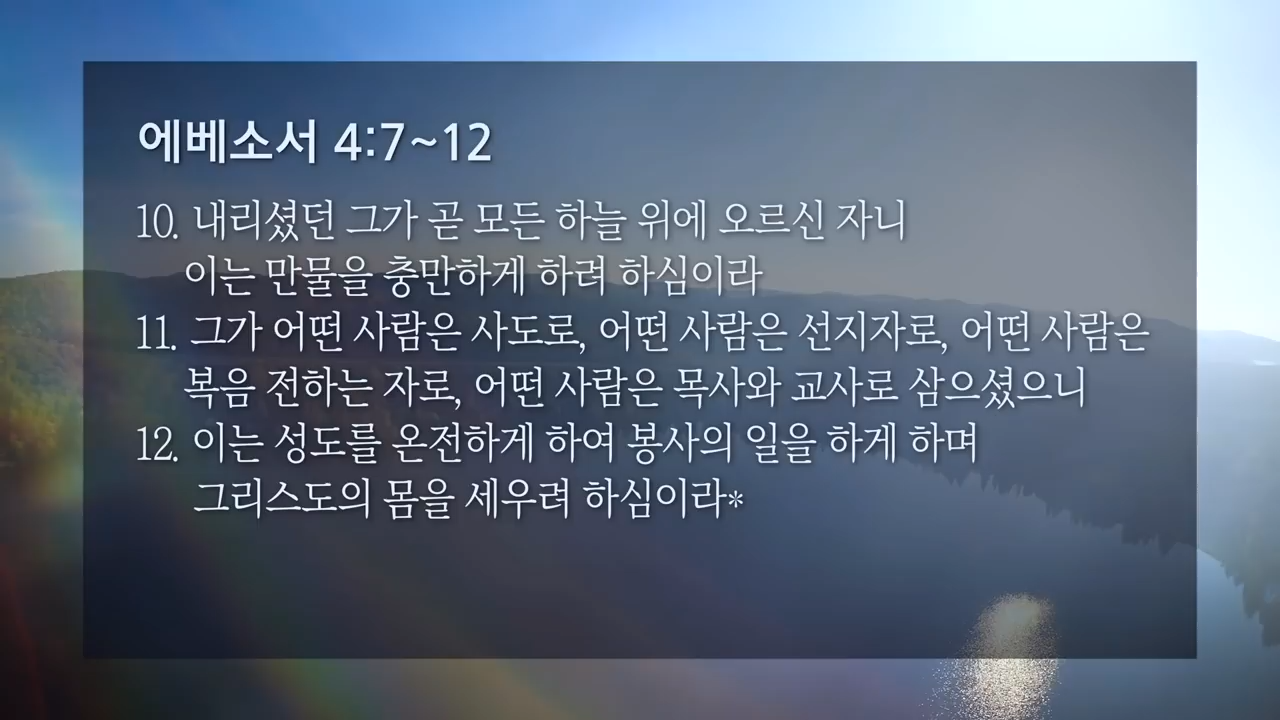 에베소서 4:7~12
10. 내리셨던 그가 곧 모든 하늘 위에 오르신 자니
이는 만물을 충만하게 하려 하심이라
11. 그가 어떤 사람은 사도로, 어떤 사람은 선지자로, 어떤 사람은
복음 전하는 자로, 어떤 사람은 목사와 교사로 삼으셨으니
12. 이는 성도를 온전하게 하여 봉사의 일을 하게 하며
그리스도의 몸을 세우려 하심이라*